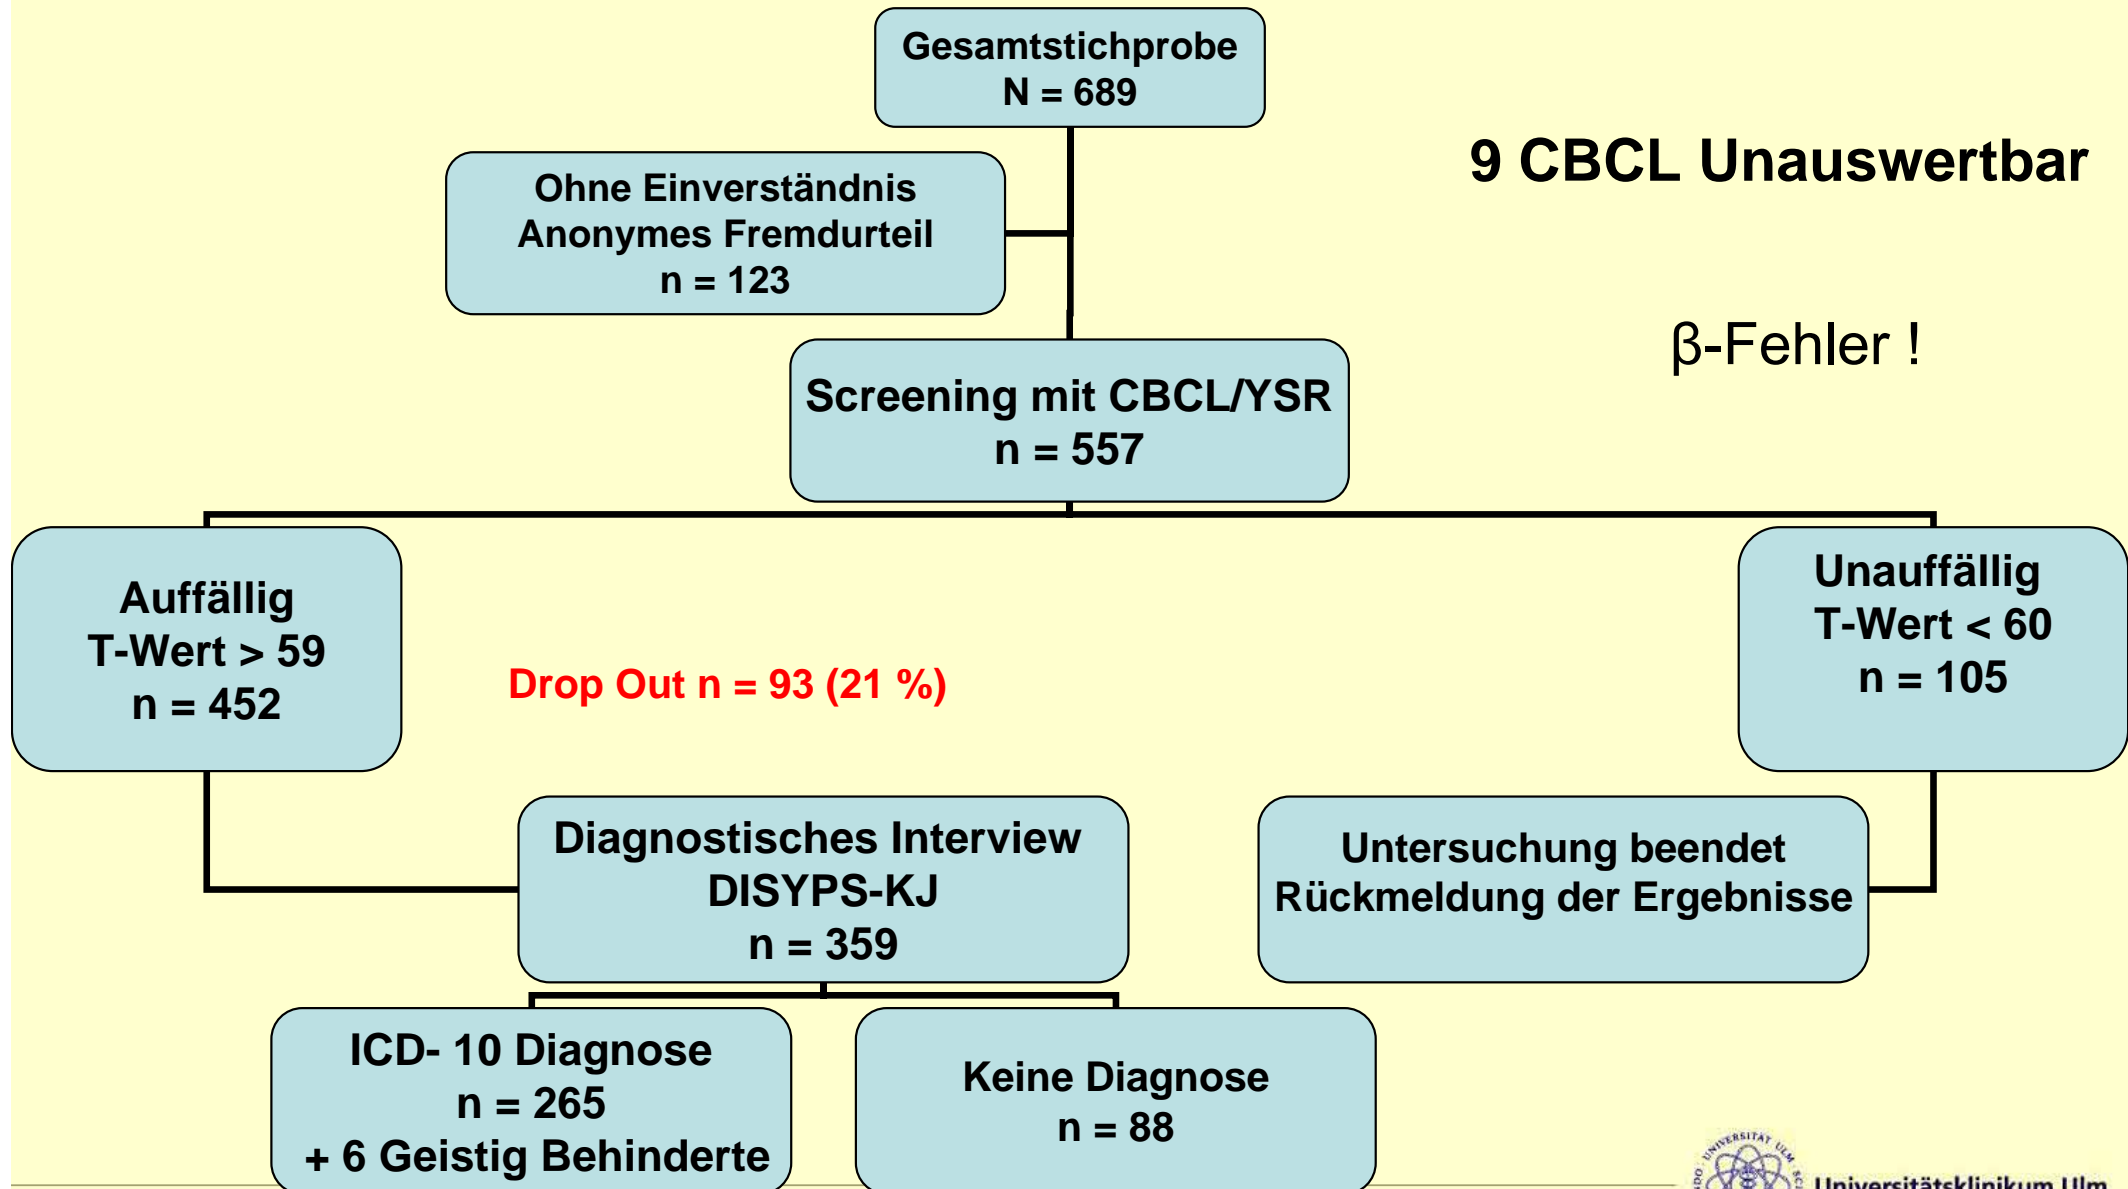 Gesamtstichprobe
N = 689
9 CBCL Unauswertbar
Ohne Einverständnis
Anonymes Fremdurteil
n = 123
β-Fehler !
Screening mit CBCL/YSR
n = 557
Auffällig
T-Wert > 59
n = 452
Unauffällig
T-Wert < 60
n = 105
Drop Out n = 93 (21 %)
Diagnostisches Interview
DISYPS-KJ
n = 359
Untersuchung beendet
Rückmeldung der Ergebnisse
ICD- 10 Diagnose
n = 265
+ 6 Geistig Behinderte
Keine Diagnose
n = 88
UNIVERSITÄT ULM
Universitätsklinikum Ulm